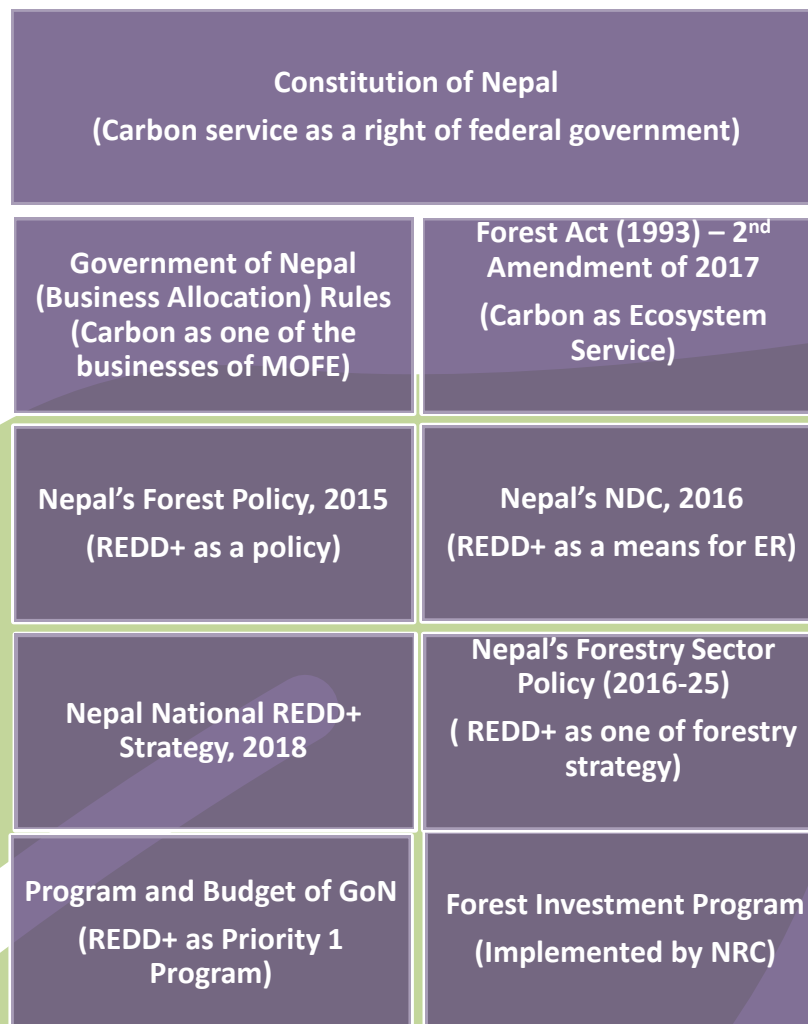 Constitution of Nepal
(Carbon service as a right of federal government)
Government of Nepal
(Business Allocation) Rules
(Carbon as one of the
businesses of MOFE)
Forest Act (1993) – 2nd
Amendment of 2017
(Carbon as Ecosystem
Service)
Nepal’s Forest Policy, 2015
(REDD+ as a policy)
Nepal’s NDC, 2016
(REDD+ as a means for ER)
Nepal National REDD+
Strategy, 2018
Nepal’s Forestry Sector
Policy (2016-25)
( REDD+ as one of forestry
strategy)
Program and Budget of GoN
(REDD+ as Priority 1
Program)
Forest Investment Program
(Implemented by NRC)